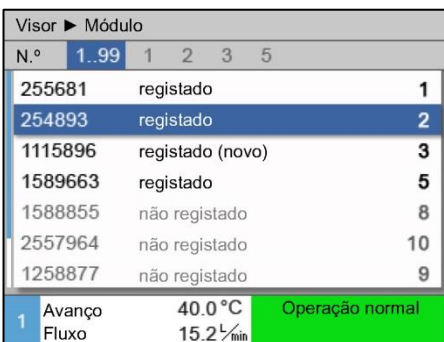 Visor ► Módulo
N.º 1..99 1 2 3 5
255681 registado 1
254893 registado 2
1115896 registado (novo) 3
1589663 registado 5
1588855 não registado 8
2557964 não registado 10
1258877 não registado 9
1 Avanço 40.0 °C Operação normal
Fluxo 15.2 L/min